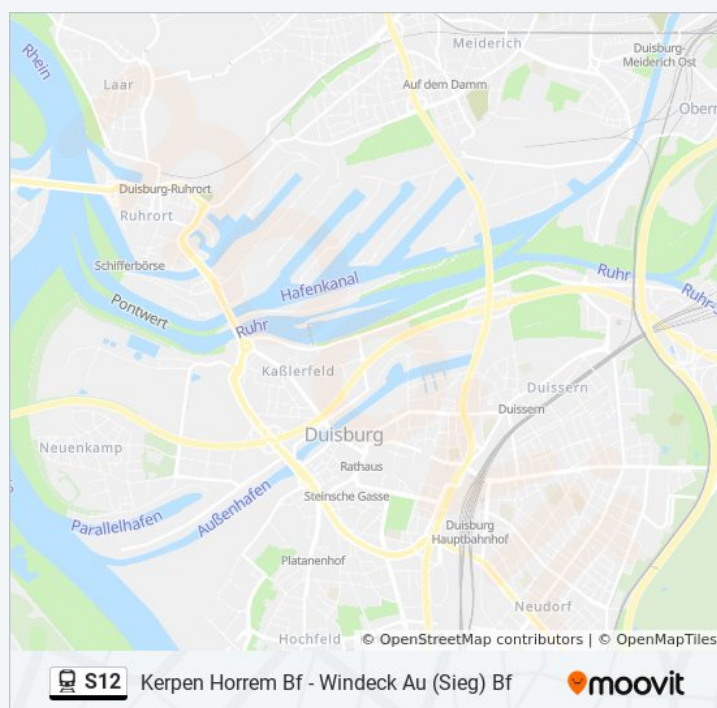 Rhein
Meiderich
Duisburg-
Meiderich Ost
Laar
Auf dem Damm
Duisburg-Ruhrort
Ruhrort
Schifferbörse
Hafenkanal
Ruhr
Pontwert
Ruhr
Kaßlerfeld
Duissern
Duissern
Duisburg
Neuenkamp
Rathaus
Steinsche Gasse
Außenhafen
Parallelhafen
Duisburg
Hauptbahnhof
Platanenhof
Neudorf
Hochfeld
© OpenStreetMap contributors | © OpenMapTiles
S12 Kerpen Horrem Bf - Windeck Au (Sieg) Bf moovit